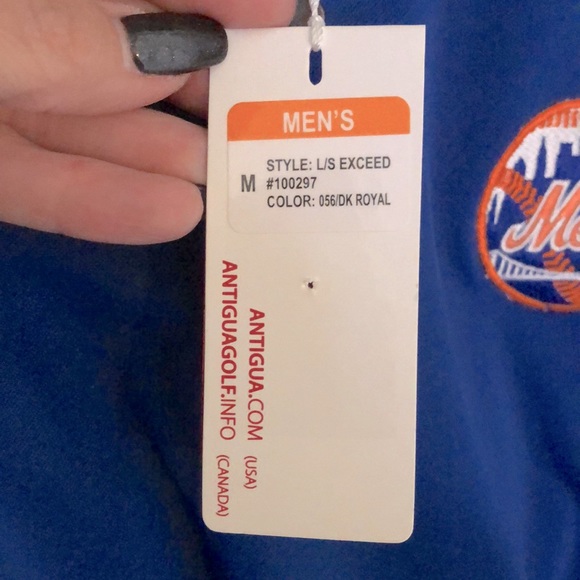 MEN'S
M
STYLE: L/S EXCEED
#100297
COLOR: 056/DK ROYAL
ANTIGUA.COM (USA)
ANTIGUAGOLF.INFO (CANADA)